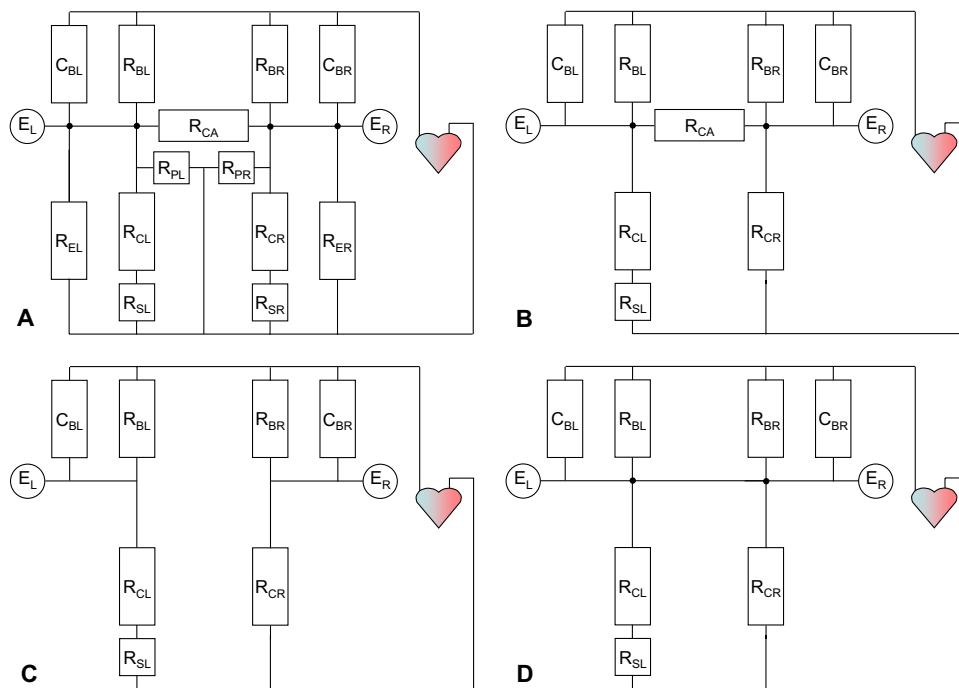 C_BL R_BL R_BR C_BR
E_L R_CA E_R
R_PL R_PR
R_EL R_CL R_CR R_ER
R_SL R_SR
A
C_BL R_BL R_BR C_BR
E_L R_CA E_R
R_CL R_CR
R_SL
B
C_BL R_BL R_BR C_BR
E_L E_R
R_CL R_CR
R_SL
C
C_BL R_BL R_BR C_BR
E_L E_R
R_CL R_CR
R_SL
D